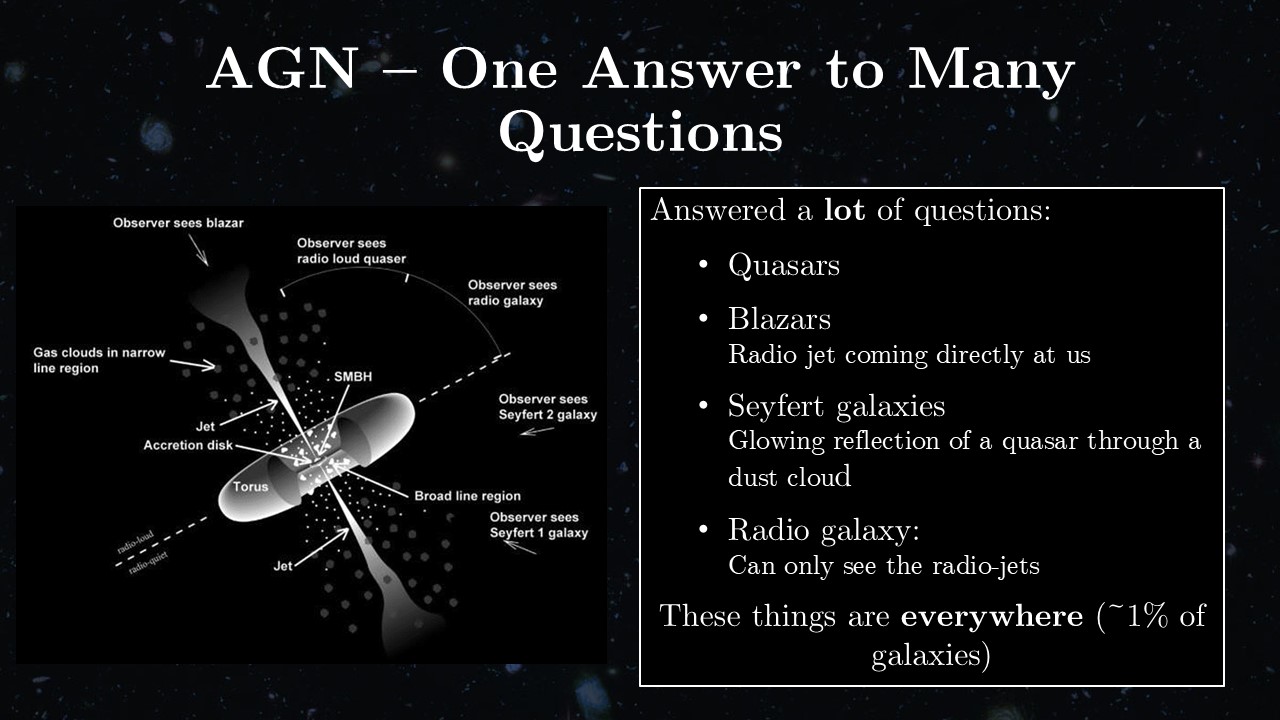 AGN – One Answer to Many
Questions
Observer sees blazar
Observer sees
radio loud quaser
Observer sees
radio galaxy
Gas clouds in narrow
line region
SMBH
Observer sees
Seyfert 2 galaxy
Jet
Accretion disk
Torus
Broad line region
Observer sees
Seyfert 1 galaxy
radio-loud
radio-quiet
Jet
Answered a lot of questions:
• Quasars
• Blazars
Radio jet coming directly at us
• Seyfert galaxies
Glowing reflection of a quasar through a
dust cloud
• Radio galaxy:
Can only see the radio-jets
These things are everywhere (~1% of
galaxies)